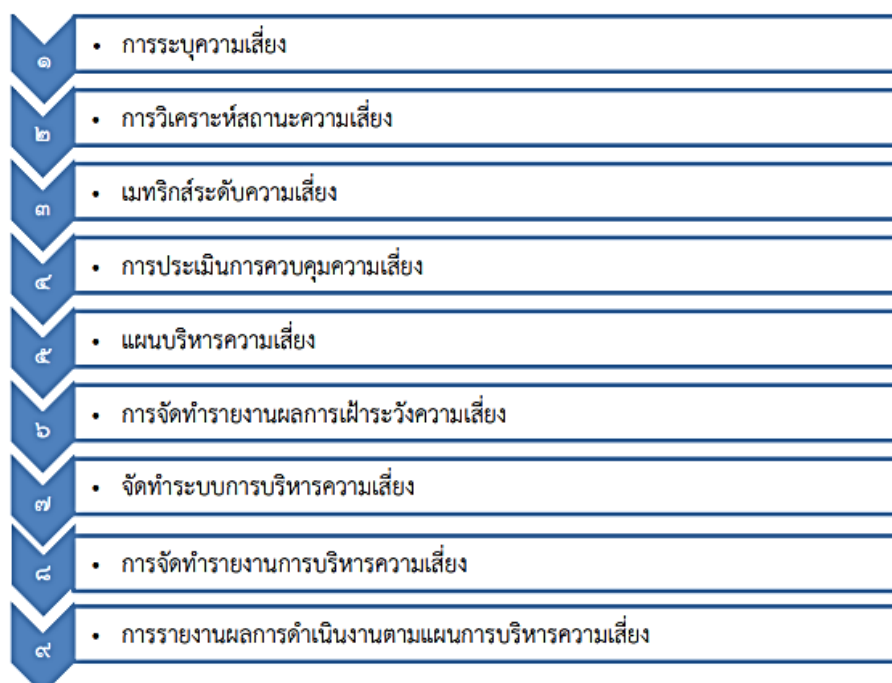 ๑ • การระบุความเสี่ยง
๒ • การวิเคราะห์สถานะความเสี่ยง
๓ • เมทริกส์ระดับความเสี่ยง
๔ • การประเมินการควบคุมความเสี่ยง
๕ • แผนบริหารความเสี่ยง
๖ • การจัดทำรายงานผลการเฝ้าระวังความเสี่ยง
๗ • จัดทำระบบการบริหารความเสี่ยง
๘ • การจัดทำรายงานการบริหารความเสี่ยง
๙ • การรายงานผลการดำเนินงานตามแผนการบริหารความเสี่ยง